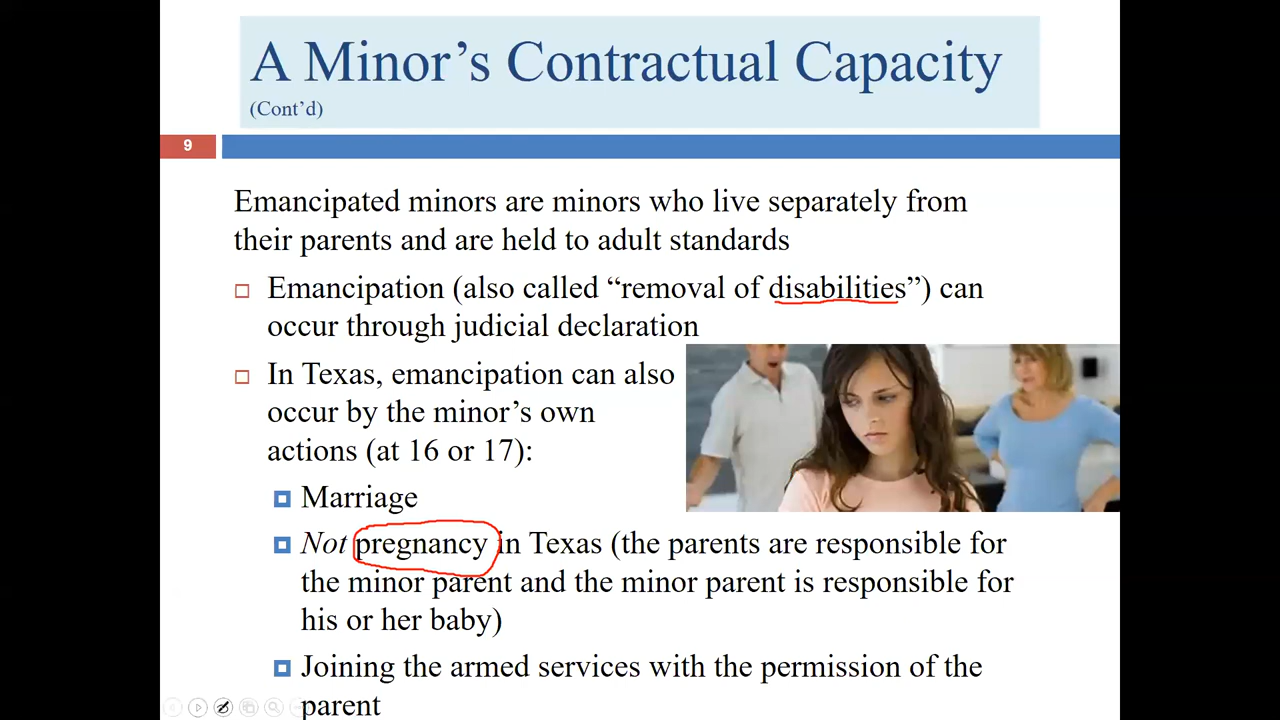 A Minor’s Contractual Capacity
(Cont’d)
9
Emancipated minors are minors who live separately from
their parents and are held to adult standards
Emancipation (also called “removal of disabilities”) can
occur through judicial declaration
In Texas, emancipation can also
occur by the minor’s own
actions (at 16 or 17):
Marriage
Not pregnancy in Texas (the parents are responsible for
the minor parent and the minor parent is responsible for
his or her baby)
Joining the armed services with the permission of the
parent